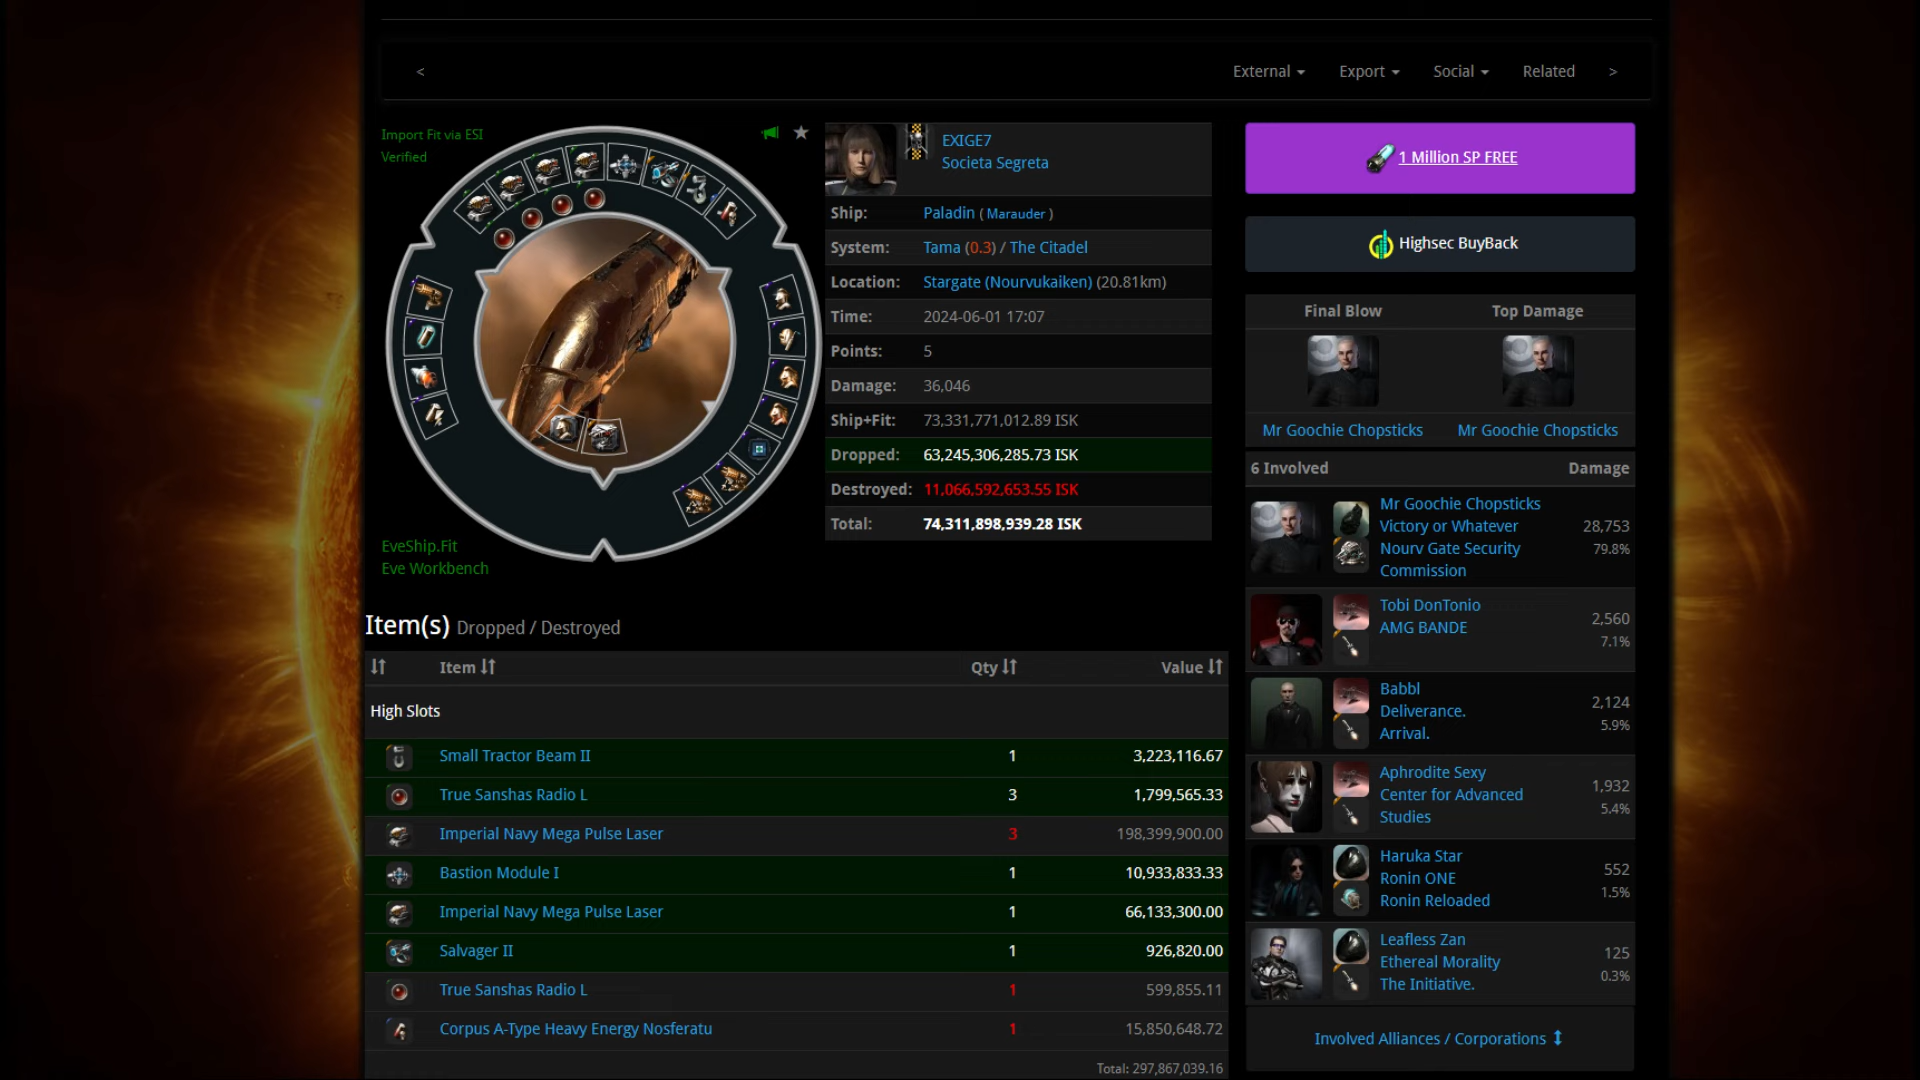 <
External
Export
Social
Related
>
Import Fit via ESI
Verified
EveShip.Fit
Eve Workbench
EXIGE7
Societa Segreta
Ship: Paladin ( Marauder )
System: Tama (0.3) / The Citadel
Location: Stargate (Nourvukaiken) (20.81km)
Time: 2024-06-01 17:07
Points: 5
Damage: 36,046
Ship+Fit: 73,331,771,012.89 ISK
Dropped: 63,245,306,285.73 ISK
Destroyed: 11,066,592,653.55 ISK
Total: 74,311,898,939.28 ISK
Item(s) Dropped / Destroyed
Item Qty Value
High Slots
Small Tractor Beam II 1 3,223,116.67
True Sanshas Radio L 3 1,799,565.33
Imperial Navy Mega Pulse Laser 3 198,399,900.00
Bastion Module I 1 10,933,833.33
Imperial Navy Mega Pulse Laser 1 66,133,300.00
Salvager II 1 926,820.00
True Sanshas Radio L 1 599,855.11
Corpus A-Type Heavy Energy Nosferatu 1 15,850,648.72
Total: 297,867,039.16
1 Million SP FREE
Highsec BuyBack
Final Blow Top Damage
Mr Goochie Chopsticks Mr Goochie Chopsticks
6 Involved Damage
Mr Goochie Chopsticks
Victory or Whatever
Nourv Gate Security
Commission
28,753
79.8%
Tobi DonTonio
AMG BANDE
2,560
7.1%
Babbl
Deliverance.
Arrival.
2,124
5.9%
Aphrodite Sexy
Center for Advanced
Studies
1,932
5.4%
Haruka Star
Ronin ONE
Ronin Reloaded
552
1.5%
Leafless Zan
Ethereal Morality
The Initiative.
125
0.3%
Involved Alliances / Corporations